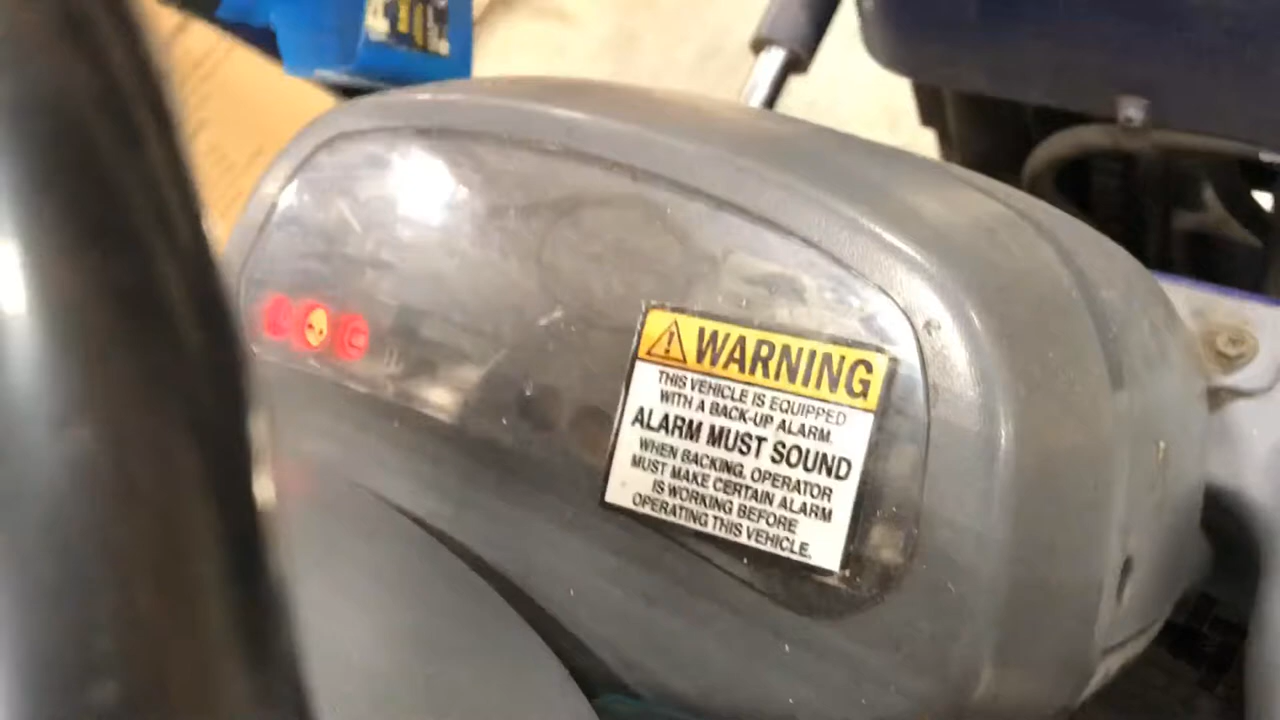 WARNING
THIS VEHICLE IS EQUIPPED
WITH A BACK-UP ALARM.
ALARM MUST SOUND
WHEN BACKING, OPERATOR
MUST MAKE CERTAIN ALARM
IS WORKING BEFORE
OPERATING THIS VEHICLE.